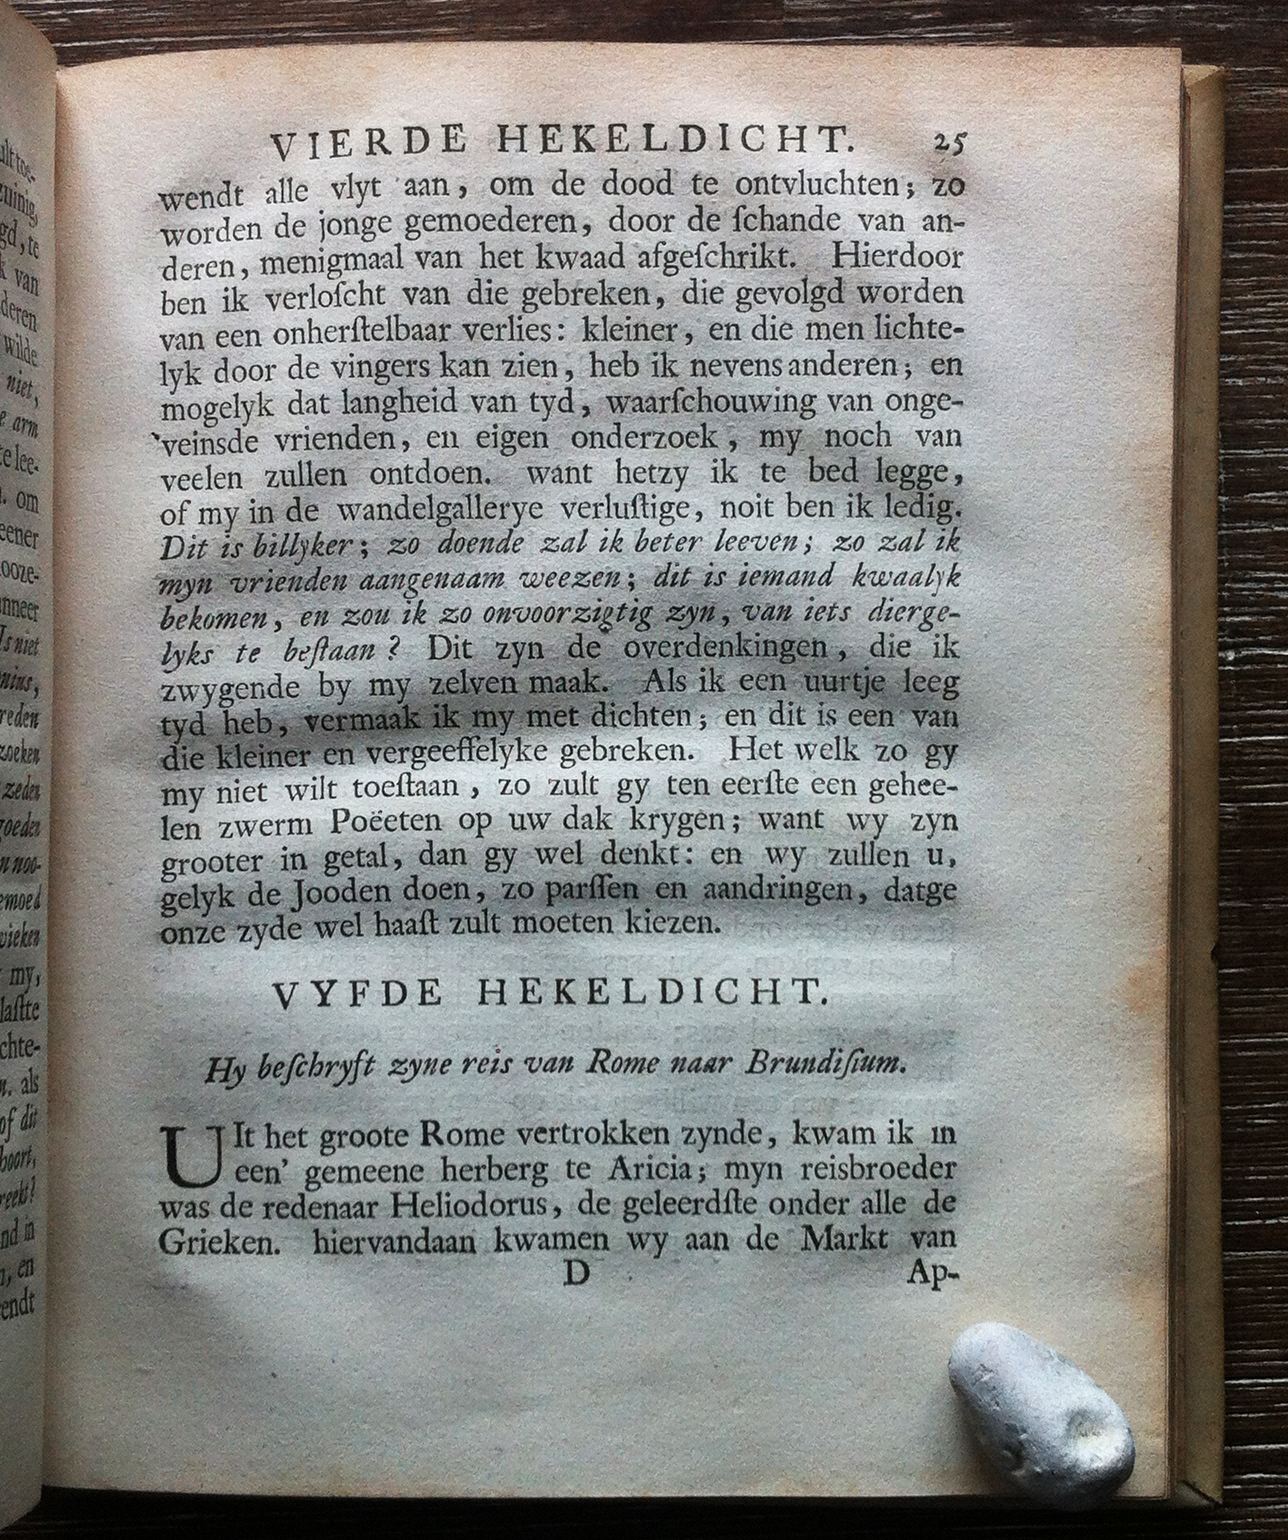 VIERDE HEKELDICHT. 25
wendt alle vlyt aan, om de dood te ontvluchten; zo
worden de jonge gemoederen, door de ſchande van an-
deren, menigmaal van het kwaad afgeſchrikt. Hierdoor
ben ik verloſcht van die gebreken, die gevolgd worden
van een onherſtelbaar verlies: kleiner, en die men lichte-
lyk door de vingers kan zien, heb ik nevens anderen; en
mogelyk dat langheid van tyd, waarſchouwing van onge-
veinsde vrienden, en eigen onderzoek, my noch van
veelen zullen ontdoen. want hetzy ik te bed legge,
of my in de wandelgallerye verluſtige, noit ben ik ledig.
Dit is billyker; zo doende zal ik beter leeven; zo zal ik
myn vrienden aangenaam weezen; dit is iemand kwaalyk
bekomen, en zou ik zo onvoorzigtig zyn, van iets dierge-
lyks te beſtaan? Dit zyn de overdenkingen, die ik
zwygende by my zelven maak. Als ik een uurtje leeg
tyd heb, vermaak ik my met dichten; en dit is een van
die kleiner en vergeeffelyke gebreken. Het welk zo gy
my niet wilt toeſtaan, zo zult gy ten eerſte een gehee-
len zwerm Poëeten op uw dak krygen; want wy zyn
grooter in getal, dan gy wel denkt: en wy zullen u,
gelyk de Jooden doen, zo parſſen en aandringen, datge
onze zyde wel haaſt zult moeten kiezen.
VYFDE HEKELDICHT.
Hy beſchryft zyne reis van Rome naar Brundiſium.
UIt het groote Rome vertrokken zynde, kwam ik in
een' gemeene herberg te Aricia; myn reisbroeder
was de redenaar Heliodorus, de geleerdſte onder alle de
Grieken. hiervandaan kwamen wy aan de Markt van
D Ap-